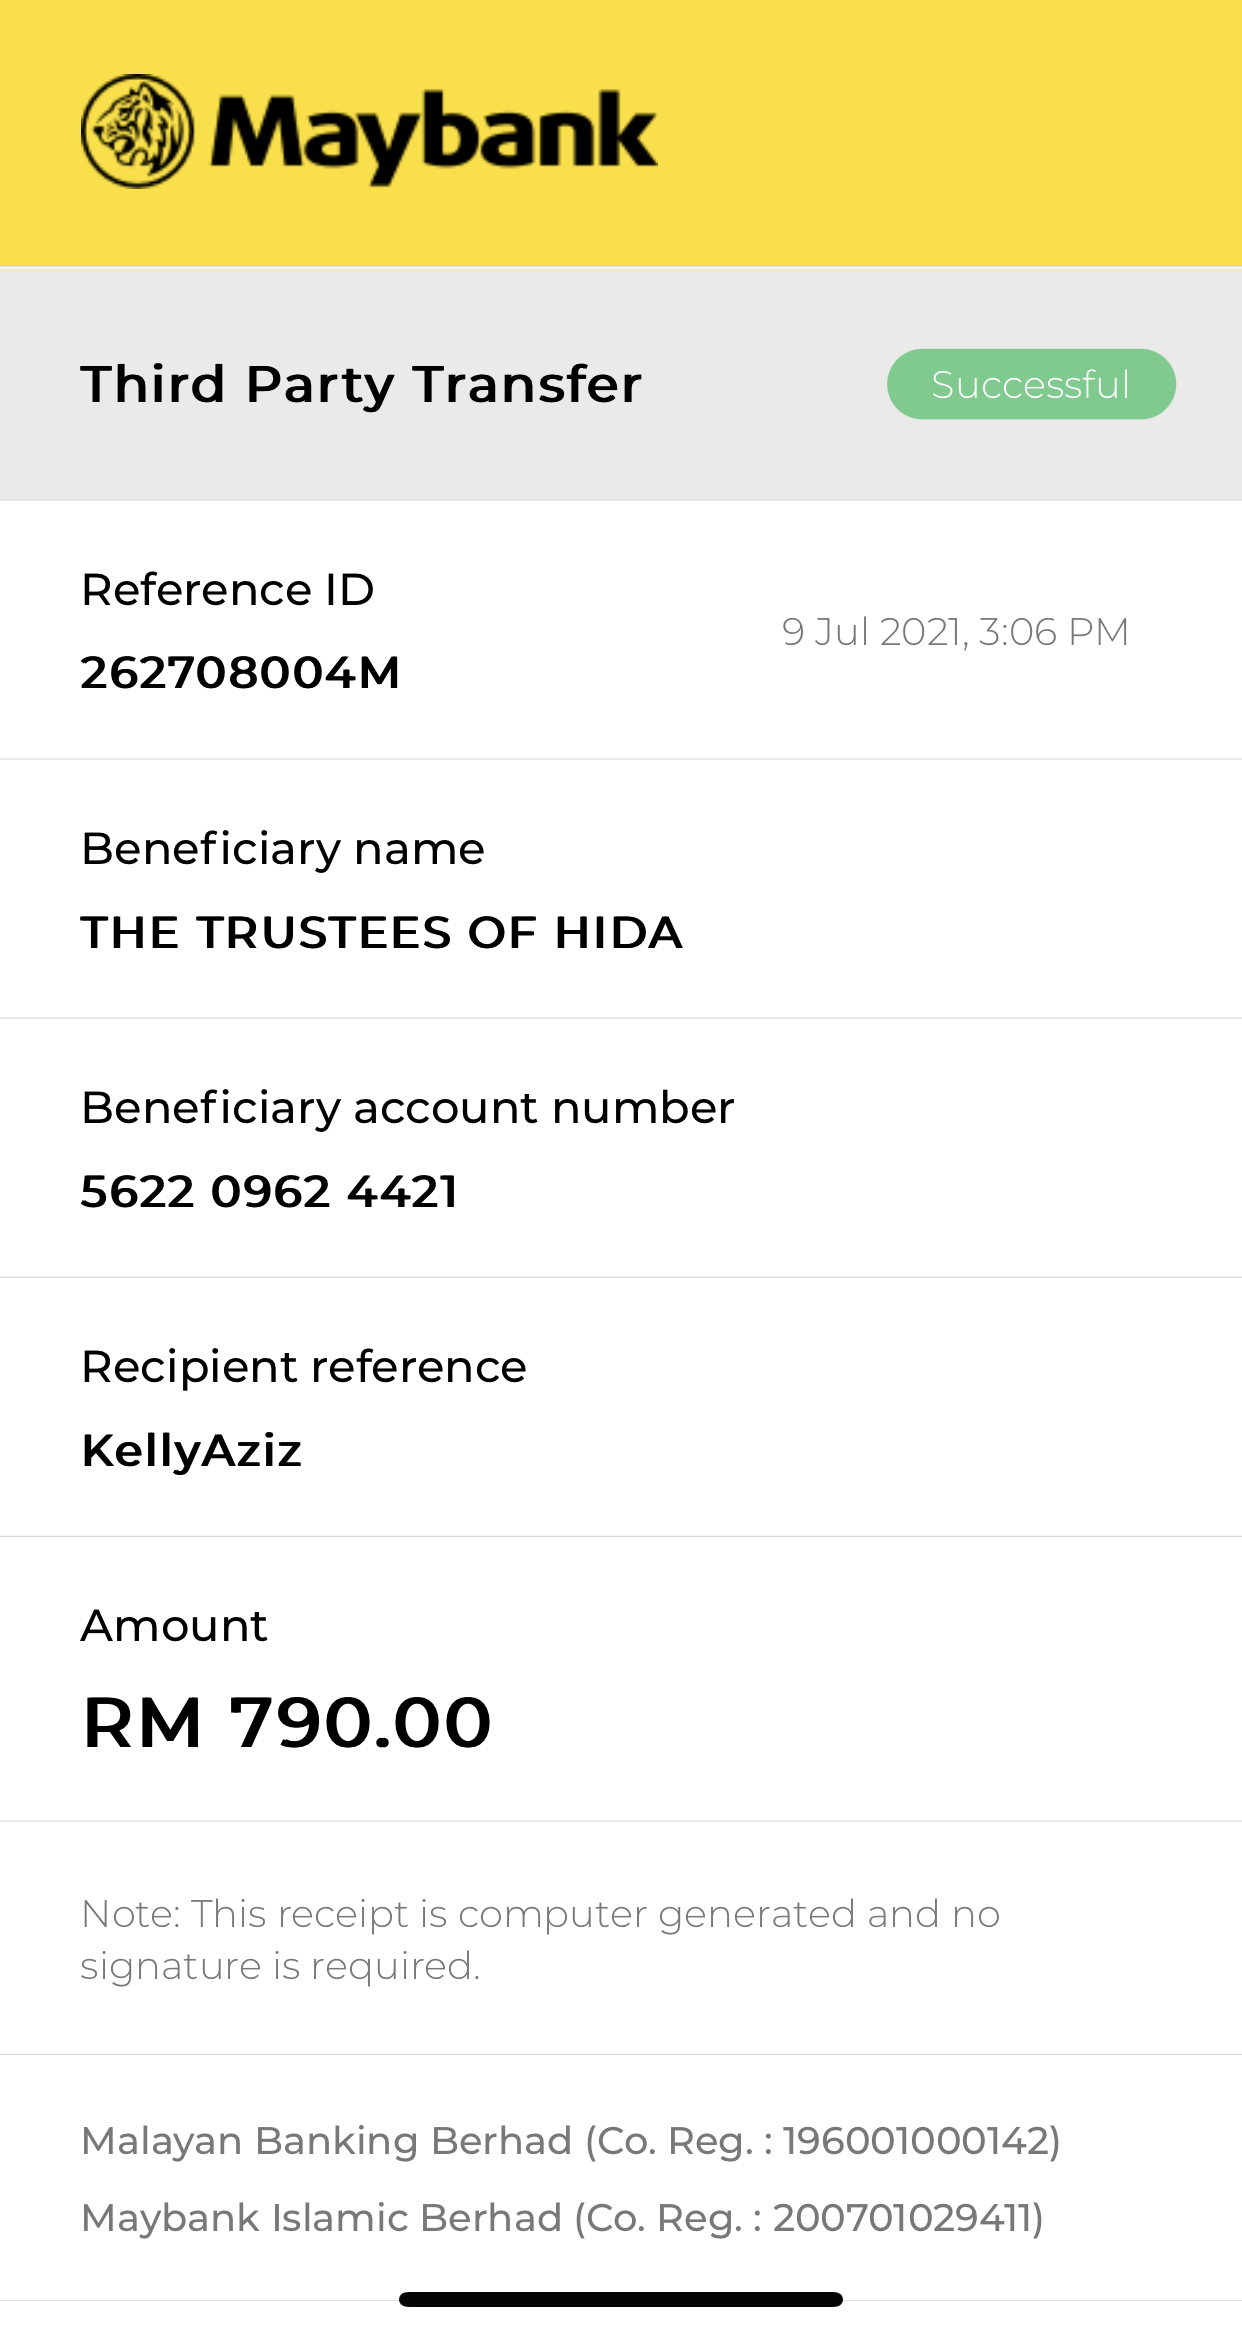 Maybank
Third Party Transfer
Successful
Reference ID
262708004M
9 Jul 2021, 3:06 PM
Beneficiary name
THE TRUSTEES OF HIDA
Beneficiary account number
5622 0962 4421
Recipient reference
KellyAziz
Amount
RM 790.00
Note: This receipt is computer generated and no
signature is required.
Malayan Banking Berhad (Co. Reg. : 196001000142)
Maybank Islamic Berhad (Co. Reg. : 200701029411)